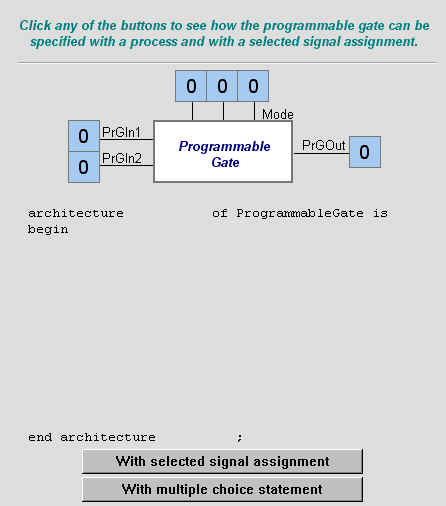 Click any of the buttons to see how the programmable gate can be
specified with a process and with a selected signal assignment.
0 0 0
Mode
0 PrGIn1
0 PrGIn2
Programmable
Gate
PrGOut 0
architecture of ProgrammableGate is
begin
end architecture ;
With selected signal assignment
With multiple choice statement